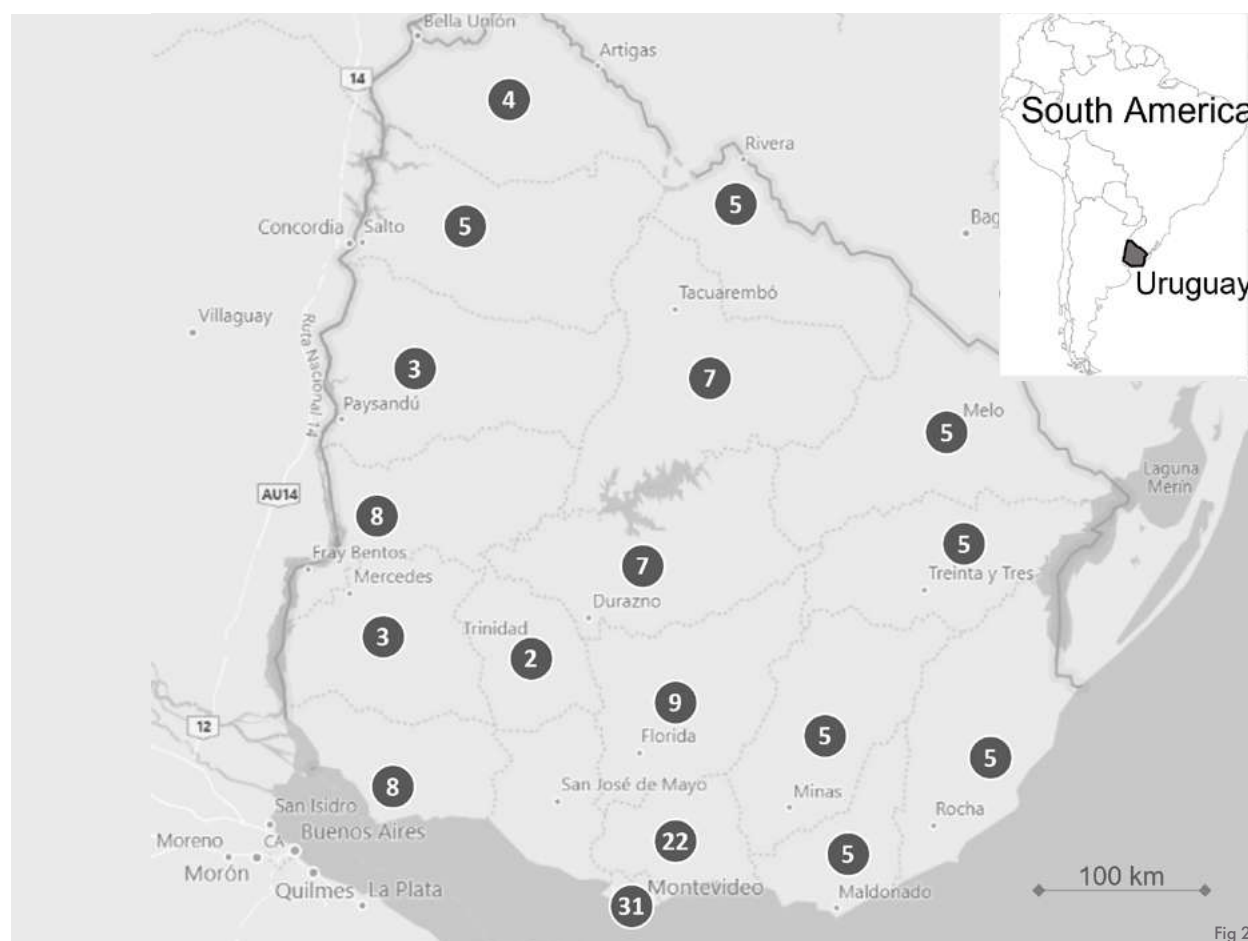 Bella Unión
Artigas
14
4
South America
Rivera
5
Concordia
Salto
5
Bag
Uruguay
Tacuarembó
Villaguay
Ruta Nacional 14
3
7
Paysandú
Melo
5
Laguna
Merín
AU14
8
Fray Bentos
Mercedes
7
5
Treinta y Tres
Durazno
3
Trinidad
2
9
Florida
5
5
12
8
San José de Mayo
Minas
San Isidro
Rocha
Buenos Aires
Moreno
CA
22
5
Morón
100 km
Quilmes
La Plata
Montevideo
Maldonado
31
Fig 2